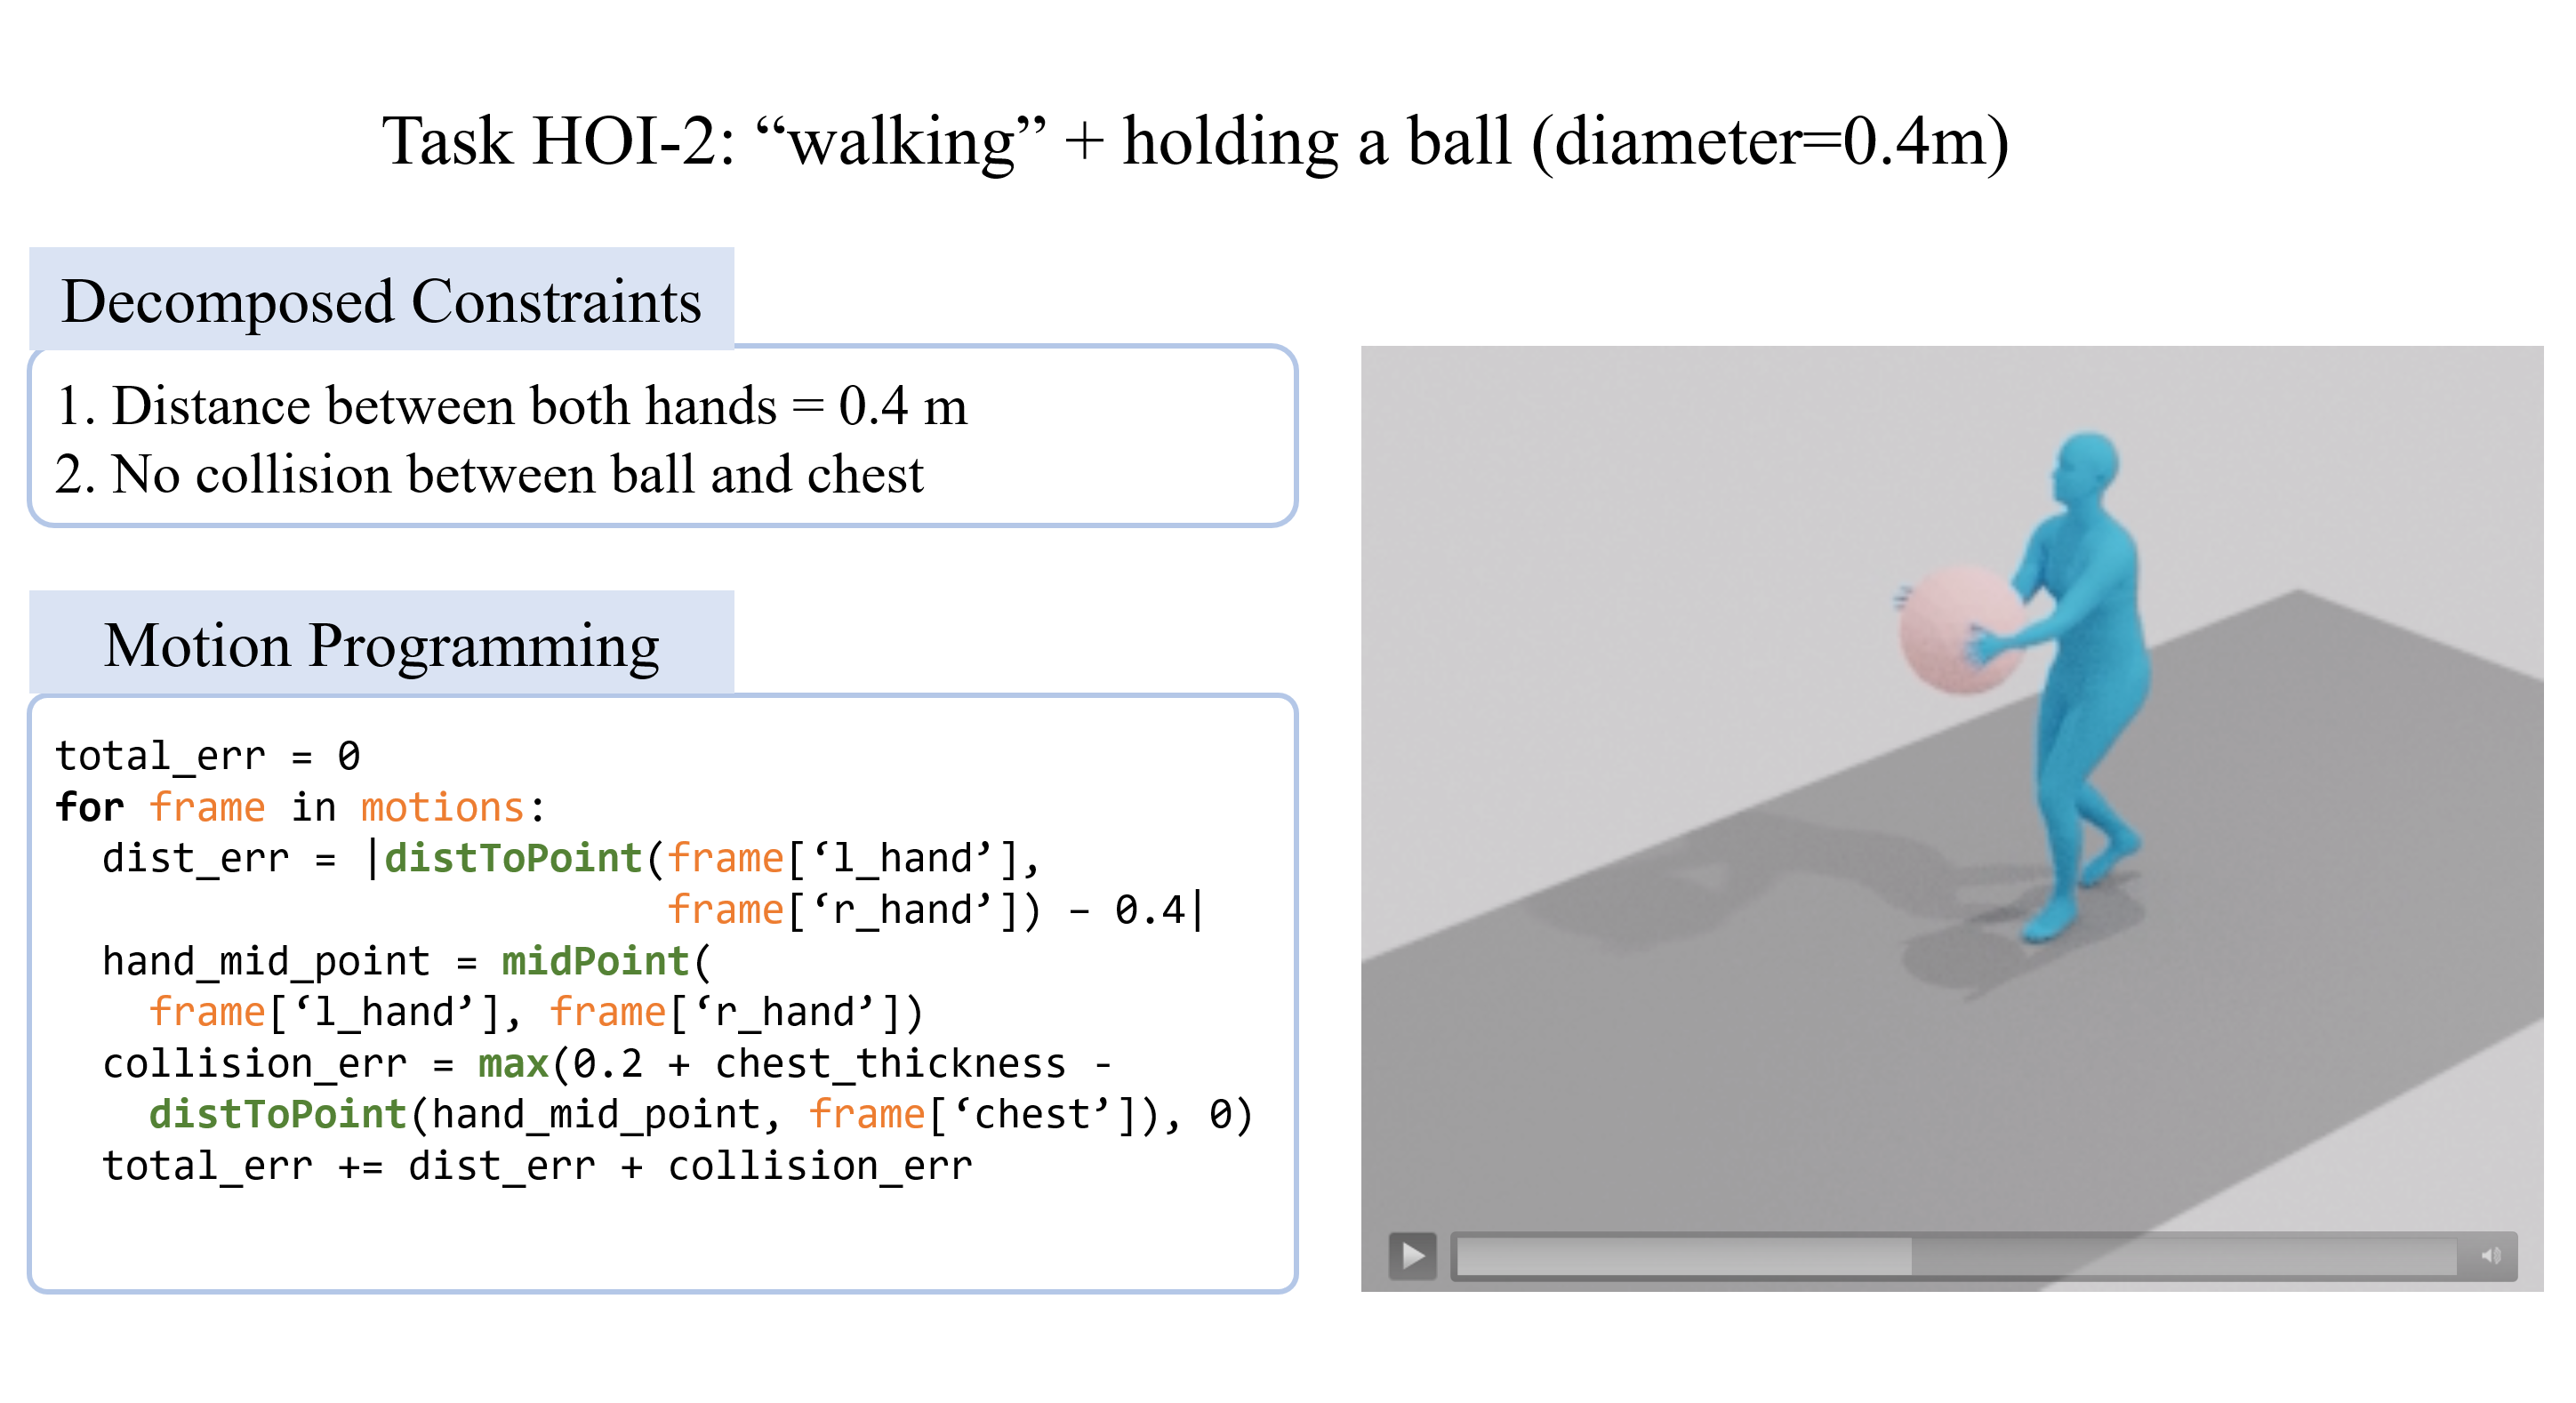 Task HOI-2: “walking” + holding a ball (diameter=0.4m)
Decomposed Constraints
1. Distance between both hands = 0.4 m
2. No collision between ball and chest
Motion Programming
total_err = 0
for frame in motions:
dist_err = |distToPoint(frame[‘l_hand’],
frame[‘r_hand’]) – 0.4|
hand_mid_point = midPoint(
frame[‘l_hand’], frame[‘r_hand’])
collision_err = max(0.2 + chest_thickness -
distToPoint(hand_mid_point, frame[‘chest’]), 0)
total_err += dist_err + collision_err